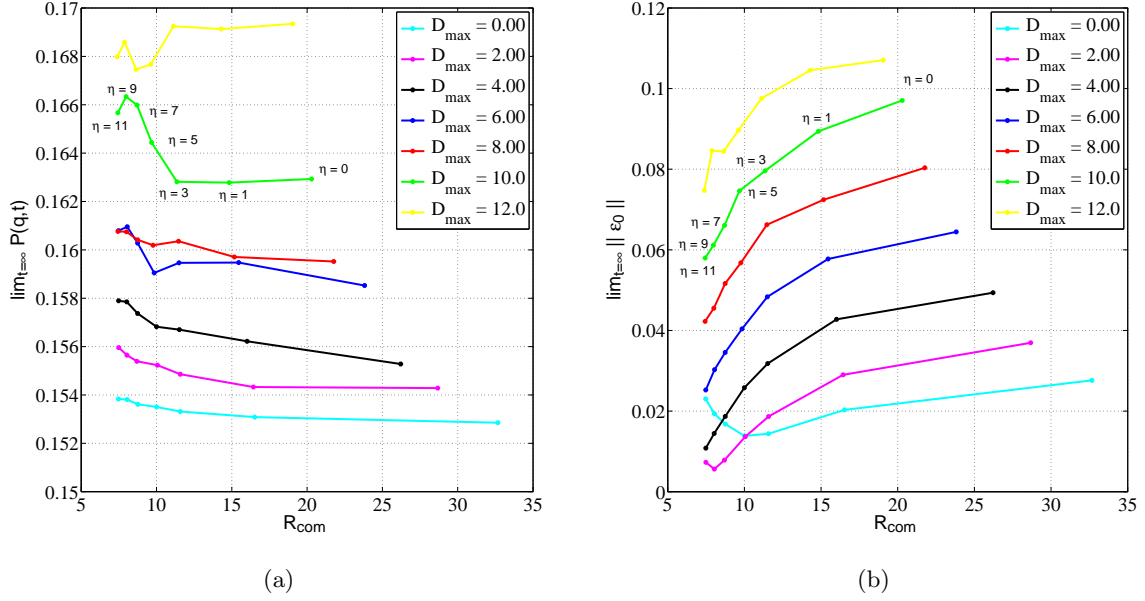 0.17
0.168
0.166
0.164
0.162
0.16
0.158
0.156
0.154
0.152
0.15
5 10 15 20 25 30 35
R_com
lim_{t=∞} P(q,t)
D_max = 0.00
D_max = 2.00
D_max = 4.00
D_max = 6.00
D_max = 8.00
D_max = 10.0
D_max = 12.0
η = 9
η = 7
η = 11
η = 5
η = 3
η = 1
η = 0
(a)
0.1
0.08
0.06
0.04
0.02
0
5 10 15 20 25 30 35
R_com
lim_{t=∞} || ε_0 ||
D_max = 0.00
D_max = 2.00
D_max = 4.00
D_max = 6.00
D_max = 8.00
D_max = 10.0
D_max = 12.0
η = 0
η = 1
η = 3
η = 5
η = 7
η = 9
η = 11
(b)